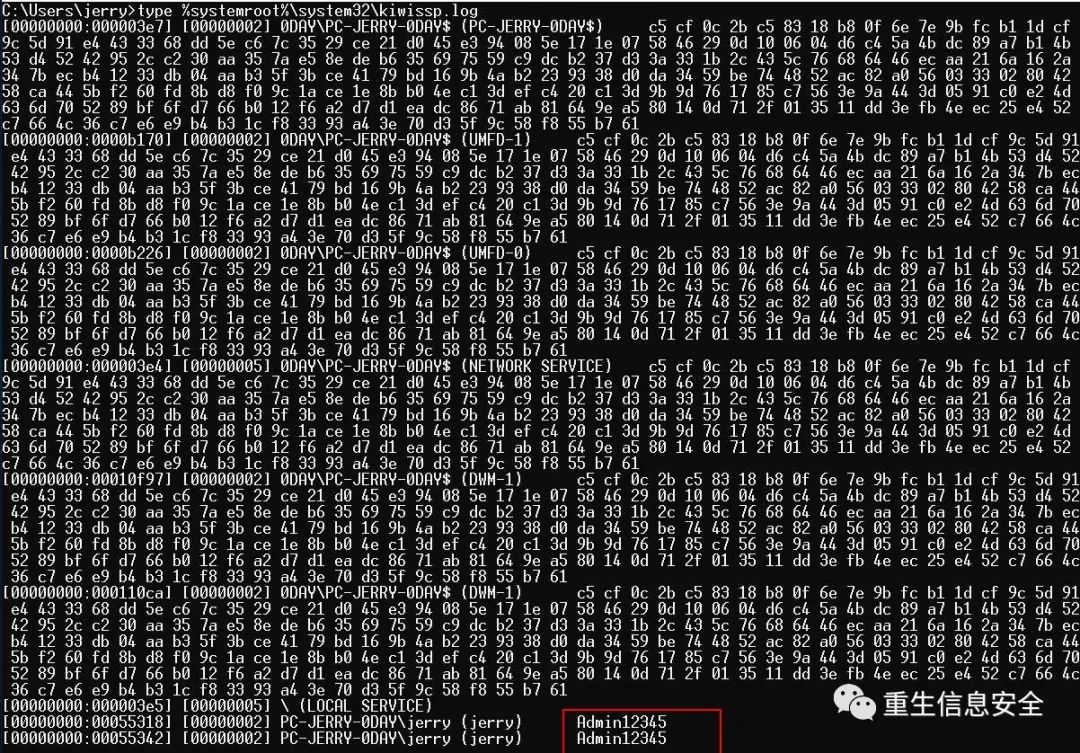 C:\Users\jerry>type %systemroot%\system32\kiwissp.log
[00000000:000003e7] [00000002] 0DAY\PC-JERRY-0DAY$ (PC-JERRY-0DAY$) c5 cf 0c 2b c5 83 18 b8 0f 6e 7e 9b fc b1 1d cf
9c 5d 91 e4 43 33 68 dd 5e c6 7c 35 29 ce 21 d0 45 e3 94 08 5e 17 1e 07 58 46 29 0d 10 06 04 d6 c4 5a 4b dc 89 a7 b1 4b
53 d4 52 42 95 2c c2 30 aa 35 7a e5 8e de b6 35 69 75 59 c9 dc b2 37 d3 3a 33 1b 2c 43 5c 76 68 64 46 ec aa 21 6a 16 2a
34 7b ec b4 12 33 db 04 aa b3 5f 3b ce 41 79 bd 16 9b 4a b2 23 93 38 d0 da 34 59 be 74 48 52 ac 82 a0 56 03 33 02 80 42
58 ca 44 5b f2 60 fd 8b d8 f0 9c 1a ce 1e 8b b0 4e c1 3d ef c4 20 c1 3d 9b 9d 76 17 85 c7 56 3e 9a 44 3d 05 91 c0 e2 4d
63 6d 70 52 89 bf 6f d7 66 b0 12 f6 a2 d7 d1 ea dc 86 71 ab 81 64 9e a5 80 14 0d 71 2f 01 35 11 dd 3e fb 4e ec 25 e4 52
c7 66 4c 36 c7 e6 e9 b4 b3 1c f8 33 93 a4 3e 70 d3 5f 9c 58 f8 55 b7 61
[00000000:0000b170] [00000002] 0DAY\PC-JERRY-0DAY$ (UMFD-1) c5 cf 0c 2b c5 83 18 b8 0f 6e 7e 9b fc b1 1d cf 9c 5d 91
e4 43 33 68 dd 5e c6 7c 35 29 ce 21 d0 45 e3 94 08 5e 17 1e 07 58 46 29 0d 10 06 04 d6 c4 5a 4b dc 89 a7 b1 4b 53 d4 52
42 95 2c c2 30 aa 35 7a e5 8e de b6 35 69 75 59 c9 dc b2 37 d3 3a 33 1b 2c 43 5c 76 68 64 46 ec aa 21 6a 16 2a 34 7b ec
b4 12 33 db 04 aa b3 5f 3b ce 41 79 bd 16 9b 4a b2 23 93 38 d0 da 34 59 be 74 48 52 ac 82 a0 56 03 33 02 80 42 58 ca 44
5b f2 60 fd 8b d8 f0 9c 1a ce 1e 8b b0 4e c1 3d ef c4 20 c1 3d 9b 9d 76 17 85 c7 56 3e 9a 44 3d 05 91 c0 e2 4d 63 6d 70
52 89 bf 6f d7 66 b0 12 f6 a2 d7 d1 ea dc 86 71 ab 81 64 9e a5 80 14 0d 71 2f 01 35 11 dd 3e fb 4e ec 25 e4 52 c7 66 4c
36 c7 e6 e9 b4 b3 1c f8 33 93 a4 3e 70 d3 5f 9c 58 f8 55 b7 61
[00000000:0000b226] [00000002] 0DAY\PC-JERRY-0DAY$ (UMFD-0) c5 cf 0c 2b c5 83 18 b8 0f 6e 7e 9b fc b1 1d cf 9c 5d 91
e4 43 33 68 dd 5e c6 7c 35 29 ce 21 d0 45 e3 94 08 5e 17 1e 07 58 46 29 0d 10 06 04 d6 c4 5a 4b dc 89 a7 b1 4b 53 d4 52
42 95 2c c2 30 aa 35 7a e5 8e de b6 35 69 75 59 c9 dc b2 37 d3 3a 33 1b 2c 43 5c 76 68 64 46 ec aa 21 6a 16 2a 34 7b ec
b4 12 33 db 04 aa b3 5f 3b ce 41 79 bd 16 9b 4a b2 23 93 38 d0 da 34 59 be 74 48 52 ac 82 a0 56 03 33 02 80 42 58 ca 44
5b f2 60 fd 8b d8 f0 9c 1a ce 1e 8b b0 4e c1 3d ef c4 20 c1 3d 9b 9d 76 17 85 c7 56 3e 9a 44 3d 05 91 c0 e2 4d 63 6d 70
52 89 bf 6f d7 66 b0 12 f6 a2 d7 d1 ea dc 86 71 ab 81 64 9e a5 80 14 0d 71 2f 01 35 11 dd 3e fb 4e ec 25 e4 52 c7 66 4c
36 c7 e6 e9 b4 b3 1c f8 33 93 a4 3e 70 d3 5f 9c 58 f8 55 b7 61
[00000000:000003e4] [00000005] 0DAY\PC-JERRY-0DAY$ (NETWORK SERVICE) c5 cf 0c 2b c5 83 18 b8 0f 6e 7e 9b fc b1 1d cf
9c 5d 91 e4 43 33 68 dd 5e c6 7c 35 29 ce 21 d0 45 e3 94 08 5e 17 1e 07 58 46 29 0d 10 06 04 d6 c4 5a 4b dc 89 a7 b1 4b
53 d4 52 42 95 2c c2 30 aa 35 7a e5 8e de b6 35 69 75 59 c9 dc b2 37 d3 3a 33 1b 2c 43 5c 76 68 64 46 ec aa 21 6a 16 2a
34 7b ec b4 12 33 db 04 aa b3 5f 3b ce 41 79 bd 16 9b 4a b2 23 93 38 d0 da 34 59 be 74 48 52 ac 82 a0 56 03 33 02 80 42
58 ca 44 5b f2 60 fd 8b d8 f0 9c 1a ce 1e 8b b0 4e c1 3d ef c4 20 c1 3d 9b 9d 76 17 85 c7 56 3e 9a 44 3d 05 91 c0 e2 4d
63 6d 70 52 89 bf 6f d7 66 b0 12 f6 a2 d7 d1 ea dc 86 71 ab 81 64 9e a5 80 14 0d 71 2f 01 35 11 dd 3e fb 4e ec 25 e4 52
c7 66 4c 36 c7 e6 e9 b4 b3 1c f8 33 93 a4 3e 70 d3 5f 9c 58 f8 55 b7 61
[00000000:00010f97] [00000002] 0DAY\PC-JERRY-0DAY$ (DWM-1) c5 cf 0c 2b c5 83 18 b8 0f 6e 7e 9b fc b1 1d cf 9c 5d 91
e4 43 33 68 dd 5e c6 7c 35 29 ce 21 d0 45 e3 94 08 5e 17 1e 07 58 46 29 0d 10 06 04 d6 c4 5a 4b dc 89 a7 b1 4b 53 d4 52
42 95 2c c2 30 aa 35 7a e5 8e de b6 35 69 75 59 c9 dc b2 37 d3 3a 33 1b 2c 43 5c 76 68 64 46 ec aa 21 6a 16 2a 34 7b ec
b4 12 33 db 04 aa b3 5f 3b ce 41 79 bd 16 9b 4a b2 23 93 38 d0 da 34 59 be 74 48 52 ac 82 a0 56 03 33 02 80 42 58 ca 44
5b f2 60 fd 8b d8 f0 9c 1a ce 1e 8b b0 4e c1 3d ef c4 20 c1 3d 9b 9d 76 17 85 c7 56 3e 9a 44 3d 05 91 c0 e2 4d 63 6d 70
52 89 bf 6f d7 66 b0 12 f6 a2 d7 d1 ea dc 86 71 ab 81 64 9e a5 80 14 0d 71 2f 01 35 11 dd 3e fb 4e ec 25 e4 52 c7 66 4c
36 c7 e6 e9 b4 b3 1c f8 33 93 a4 3e 70 d3 5f 9c 58 f8 55 b7 61
[00000000:000110ca] [00000002] 0DAY\PC-JERRY-0DAY$ (DWM-1) c5 cf 0c 2b c5 83 18 b8 0f 6e 7e 9b fc b1 1d cf 9c 5d 91
e4 43 33 68 dd 5e c6 7c 35 29 ce 21 d0 45 e3 94 08 5e 17 1e 07 58 46 29 0d 10 06 04 d6 c4 5a 4b dc 89 a7 b1 4b 53 d4 52
42 95 2c c2 30 aa 35 7a e5 8e de b6 35 69 75 59 c9 dc b2 37 d3 3a 33 1b 2c 43 5c 76 68 64 46 ec aa 21 6a 16 2a 34 7b ec
b4 12 33 db 04 aa b3 5f 3b ce 41 79 bd 16 9b 4a b2 23 93 38 d0 da 34 59 be 74 48 52 ac 82 a0 56 03 33 02 80 42 58 ca 44
5b f2 60 fd 8b d8 f0 9c 1a ce 1e 8b b0 4e c1 3d ef c4 20 c1 3d 9b 9d 76 17 85 c7 56 3e 9a 44 3d 05 91 c0 e2 4d 63 6d 70
52 89 bf 6f d7 66 b0 12 f6 a2 d7 d1 ea dc 86 71 ab 81 64 9e a5 80 14 0d 71 2f 01 35 11 dd 3e fb 4e ec 25 e4 52 c7 66 4c
36 c7 e6 e9 b4 b3 1c f8 33 93 a4 3e 70 d3 5f 9c 58 f8 55 b7 61
[00000000:000003e5] [00000005] \ (LOCAL SERVICE)
[00000000:00055318] [00000002] PC-JERRY-0DAY\jerry (jerry) Admin12345
[00000000:00055342] [00000002] PC-JERRY-0DAY\jerry (jerry) Admin12345
重生信息安全